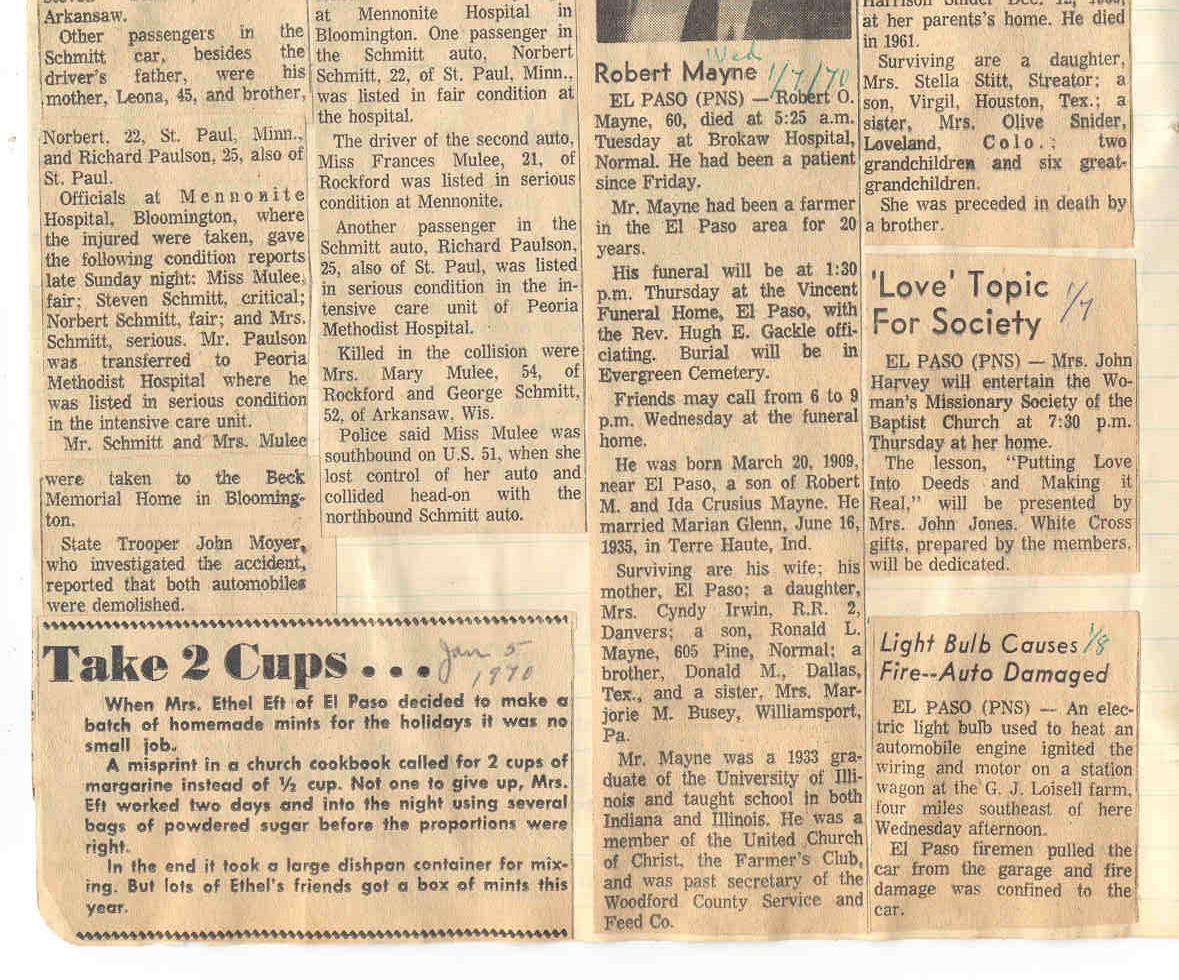 Arkansaw.
Other passengers in the
Schmitt car, besides the
driver's father, were his
mother, Leona, 45, and brother,
Norbert, 22, St. Paul, Minn.,
and Richard Paulson, 25, also of
St. Paul.
Officials at Mennonite
Hospital, Bloomington, where
the injured were taken, gave
the following condition reports
late Sunday night: Miss Mulee,
fair; Steven Schmitt, critical;
Norbert Schmitt, fair; and Mrs.
Schmitt, serious. Mr. Paulson
was transferred to Peoria
Methodist Hospital where he
was listed in serious condition
in the intensive care unit.
Mr. Schmitt and Mrs. Mulee
were taken to the Beck
Memorial Home in Blooming-
ton.
State Trooper John Moyer,
who investigated the accident,
reported that both automobiles
were demolished.
at Mennonite Hospital in
Bloomington. One passenger in
the Schmitt auto, Norbert
Schmitt, 22, of St. Paul, Minn.,
was listed in fair condition at
the hospital.
The driver of the second auto,
Miss Frances Mulee, 21, of
Rockford was listed in serious
condition at Mennonite.
Another passenger in the
Schmitt auto, Richard Paulson,
25, also of St. Paul, was listed
in serious condition in the in-
tensive care unit of Peoria
Methodist Hospital.
Killed in the collision were
Mrs. Mary Mulee, 54, of
Rockford and George Schmitt,
52, of Arkansaw, Wis.
Police said Miss Mulee was
southbound on U.S. 51, when she
lost control of her auto and
collided head-on with the
northbound Schmitt auto.
Take 2 Cups . . . Jan 5
1970
When Mrs. Ethel Eft of El Paso decided to make a
batch of homemade mints for the holidays it was no
small job.
A misprint in a church cookbook called for 2 cups of
margarine instead of ½ cup. Not one to give up, Mrs.
Eft worked two days and into the night using several
bags of powdered sugar before the proportions were
right.
In the end it took a large dishpan container for mix-
ing. But lots of Ethel's friends got a box of mints this
year.
Wed
Robert Mayne 1/7/70
EL PASO (PNS) — Robert O.
Mayne, 60, died at 5:25 a.m.
Tuesday at Brokaw Hospital,
Normal. He had been a patient
since Friday.
Mr. Mayne had been a farmer
in the El Paso area for 20
years.
His funeral will be at 1:30
p.m. Thursday at the Vincent
Funeral Home, El Paso, with
the Rev. Hugh E. Gackle offi-
ciating. Burial will be in
Evergreen Cemetery.
Friends may call from 6 to 9
p.m. Wednesday at the funeral
home.
He was born March 20, 1909,
near El Paso, a son of Robert
M. and Ida Crusius Mayne. He
married Marian Glenn, June 16,
1935, in Terre Haute, Ind.
Surviving are his wife; his
mother, El Paso; a daughter,
Mrs. Cyndy Irwin, R.R. 2,
Danvers; a son, Ronald L.
Mayne, 605 Pine, Normal; a
brother, Donald M., Dallas,
Tex., and a sister, Mrs. Mar-
jorie M. Busey, Williamsport,
Pa.
Mr. Mayne was a 1933 gra-
duate of the University of Illi-
nois and taught school in both
Indiana and Illinois. He was a
member of the United Church
of Christ, the Farmer's Club,
and was past secretary of the
Woodford County Service and
Feed Co.
at her parents's home. He died
in 1961.
Surviving are a daughter,
Mrs. Stella Stitt, Streator; a
son, Virgil, Houston, Tex.; a
sister, Mrs. Olive Snider,
Loveland, Colo.; two
grandchildren and six great-
grandchildren.
She was preceded in death by
a brother.
'Love' Topic 1/7
For Society
EL PASO (PNS) — Mrs. John
Harvey will entertain the Wo-
man's Missionary Society of the
Baptist Church at 7:30 p.m.
Thursday at her home.
The lesson, "Putting Love
Into Deeds and Making it
Real," will be presented by
Mrs. John Jones. White Cross
gifts, prepared by the members,
will be dedicated.
Light Bulb Causes 1/8
Fire--Auto Damaged
EL PASO (PNS) — An elec-
tric light bulb used to heat an
automobile engine ignited the
wiring and motor on a station
wagon at the G. J. Loisell farm,
four miles southeast of here
Wednesday afternoon.
El Paso firemen pulled the
car from the garage and fire
damage was confined to the
car.